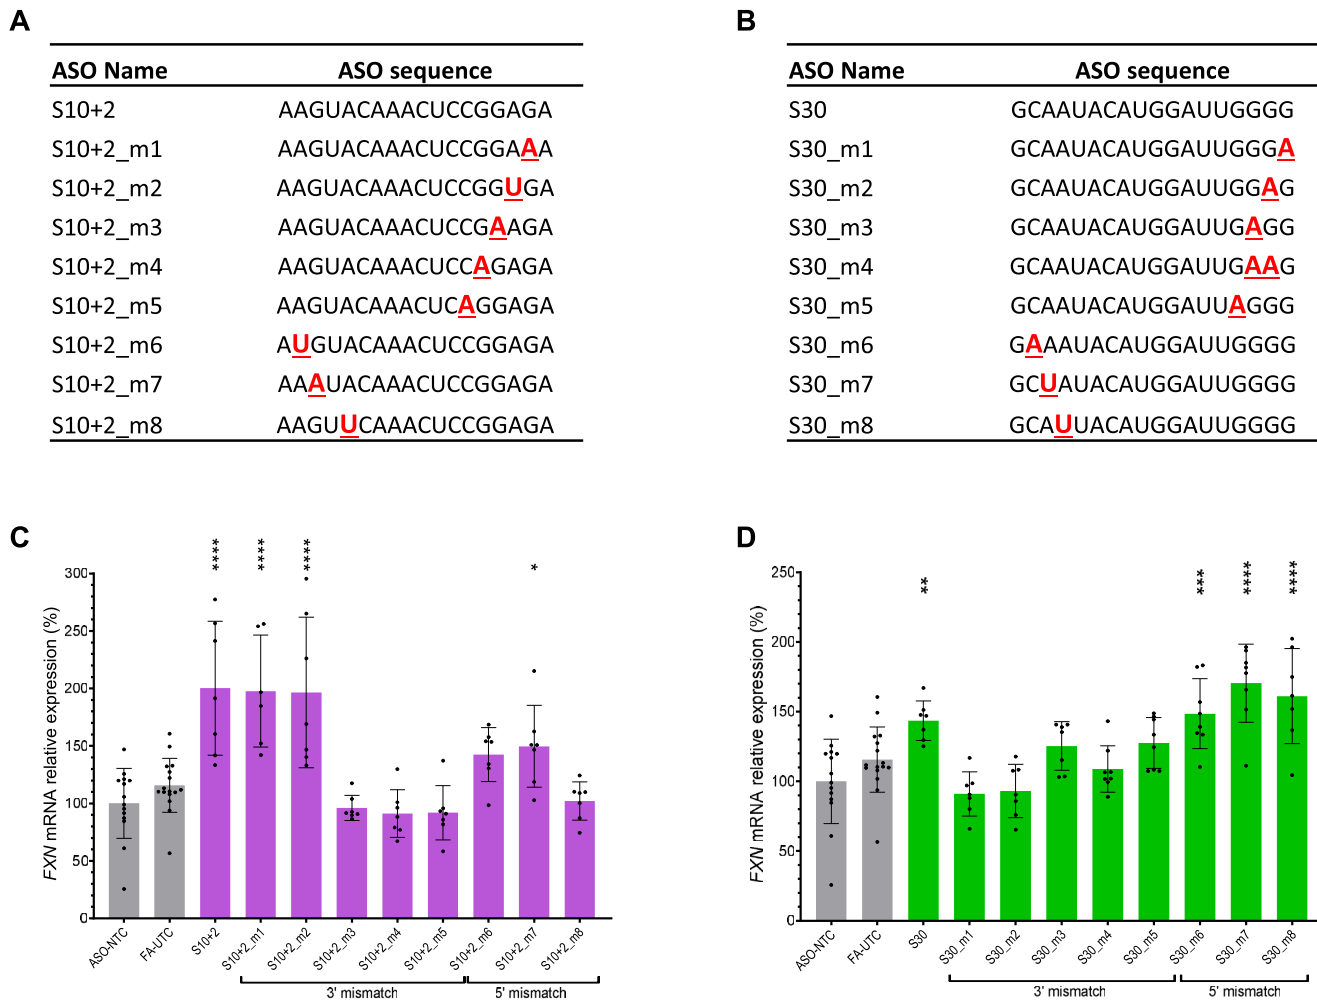 A
ASO Name ASO sequence
S10+2 AAGUACAAACUCCGGAGA
S10+2_m1 AAGUACAAACUCCGGAAA
S10+2_m2 AAGUACAAACUCCGGUGA
S10+2_m3 AAGUACAAACUCCGAAGA
S10+2_m4 AAGUACAAACUCCAGAGA
S10+2_m5 AAGUACAAACUCAGGAGA
S10+2_m6 AUGUACAAACUCCGGAGA
S10+2_m7 AAAUACAAACUCCGGAGA
S10+2_m8 AAGUUCAAACUCCGGAGA
B
ASO Name ASO sequence
S30 GCAAUACAUGGAUUGGGG
S30_m1 GCAAUACAUGGAUUGGGA
S30_m2 GCAAUACAUGGAUUGGAG
S30_m3 GCAAUACAUGGAUUGAGG
S30_m4 GCAAUACAUGGAUUGAAG
S30_m5 GCAAUACAUGGAUUAGGG
S30_m6 GAAAUACAUGGAUUGGGG
S30_m7 GCUAUACAUGGAUUGGGG
S30_m8 GCAUUACAUGGAUUGGGG
C
FXN mRNA relative expression (%)
300
250
200
150
100
50
0
**** **** **** *
ASO-NTC FA-UTC S10+2 S10+2_m1 S10+2_m2 S10+2_m3 S10+2_m4 S10+2_m5 S10+2_m6 S10+2_m7 S10+2_m8
3' mismatch 5' mismatch
D
FXN mRNA relative expression (%)
250
200
150
100
50
0
** *** **** ****
ASO-NTC FA-UTC S30 S30_m1 S30_m2 S30_m3 S30_m4 S30_m5 S30_m6 S30_m7 S30_m8
3' mismatch 5' mismatch